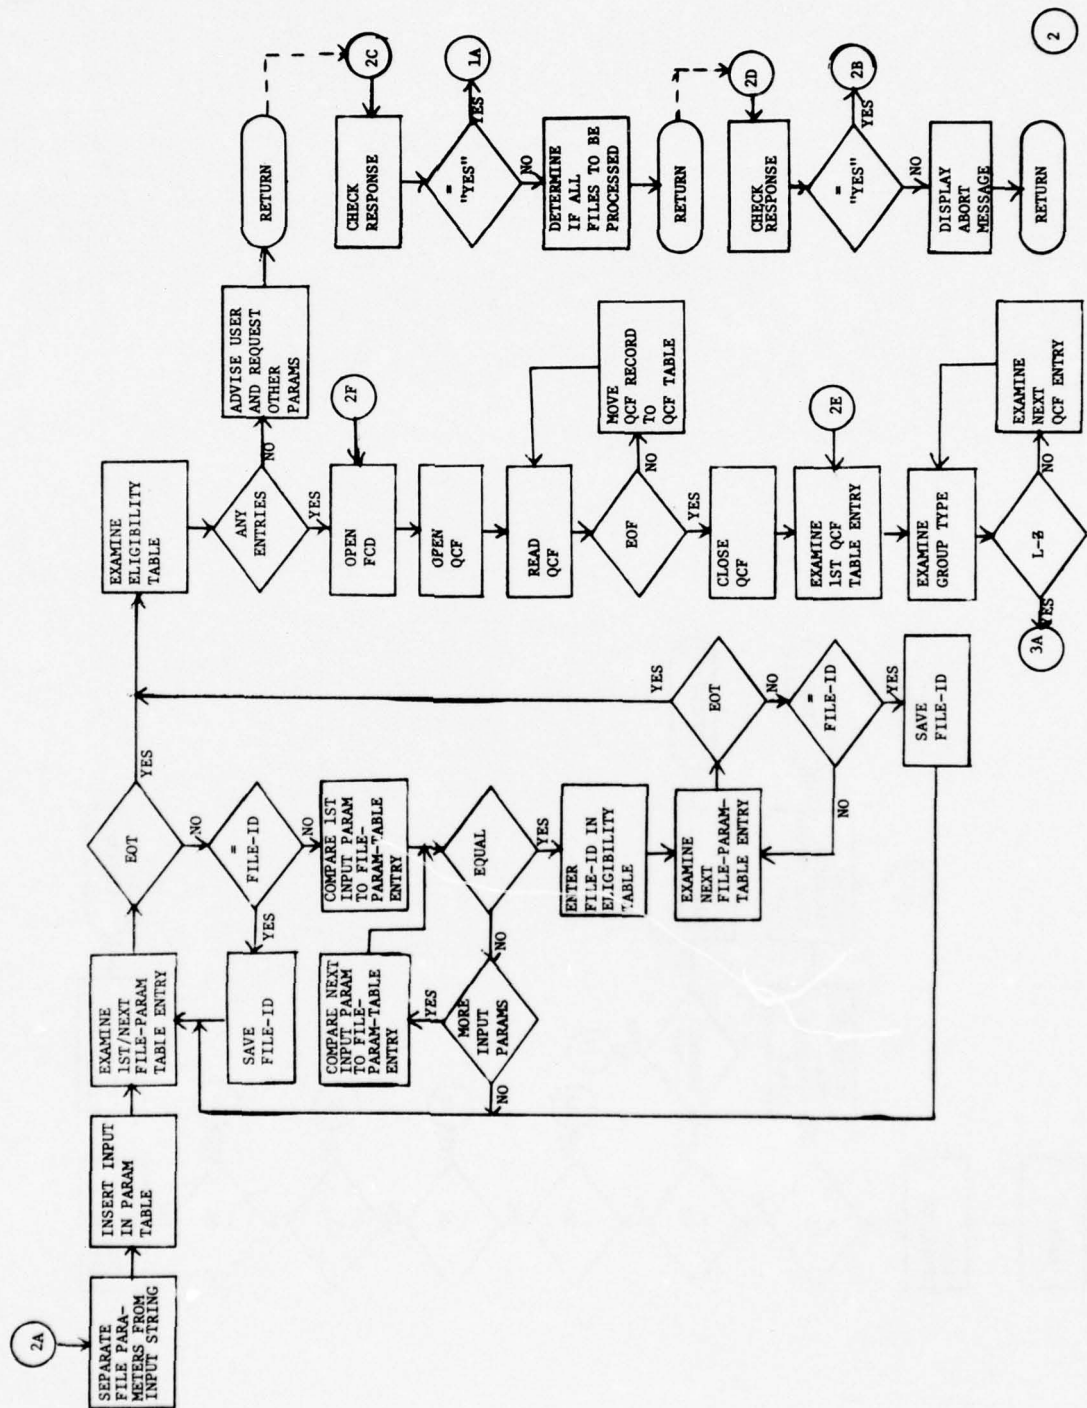 2A
SEPARATE
FILE PARA-
METERS FROM
INPUT STRING
INSERT INPUT
IN PARAM
TABLE
EXAMINE
1ST/NEXT
FILE-PARAM
TABLE ENTRY
EOT
YES
NO
=
FILE-ID
YES
NO
SAVE
FILE-ID
COMPARE 1ST
INPUT PARAM
TO FILE-
PARAM-TABLE
ENTRY
EQUAL
NO
YES
MORE
INPUT
PARAMS
YES
NO
COMPARE NEXT
INPUT PARAM
TO FILE-
PARAM-TABLE
ENTRY
ENTER
FILE-ID IN
ELIGIBILITY
TABLE
EXAMINE
NEXT
FILE-PARAM-
TABLE ENTRY
EOT
YES
NO
=
FILE-ID
NO
YES
SAVE
FILE-ID
EXAMINE
ELIGIBILITY
TABLE
ANY
ENTRIES
NO
YES
ADVISE USER
AND REQUEST
OTHER
PARAMS
RETURN
2F
OPEN
FCD
OPEN
QCF
READ
QCF
EOF
NO
YES
MOVE
QCF RECORD
TO
QCF TABLE
CLOSE
QCF
2E
EXAMINE
1ST QCF
TABLE ENTRY
EXAMINE
GROUP TYPE
L-Z
NO
YES
EXAMINE
NEXT
QCF ENTRY
3A
2C
CHECK
RESPONSE
=
"YES"
YES
NO
1A
DETERMINE
IF ALL
FILES TO BE
PROCESSED
RETURN
2D
CHECK
RESPONSE
=
"YES"
YES
NO
2B
DISPLAY
ABORT
MESSAGE
RETURN
2